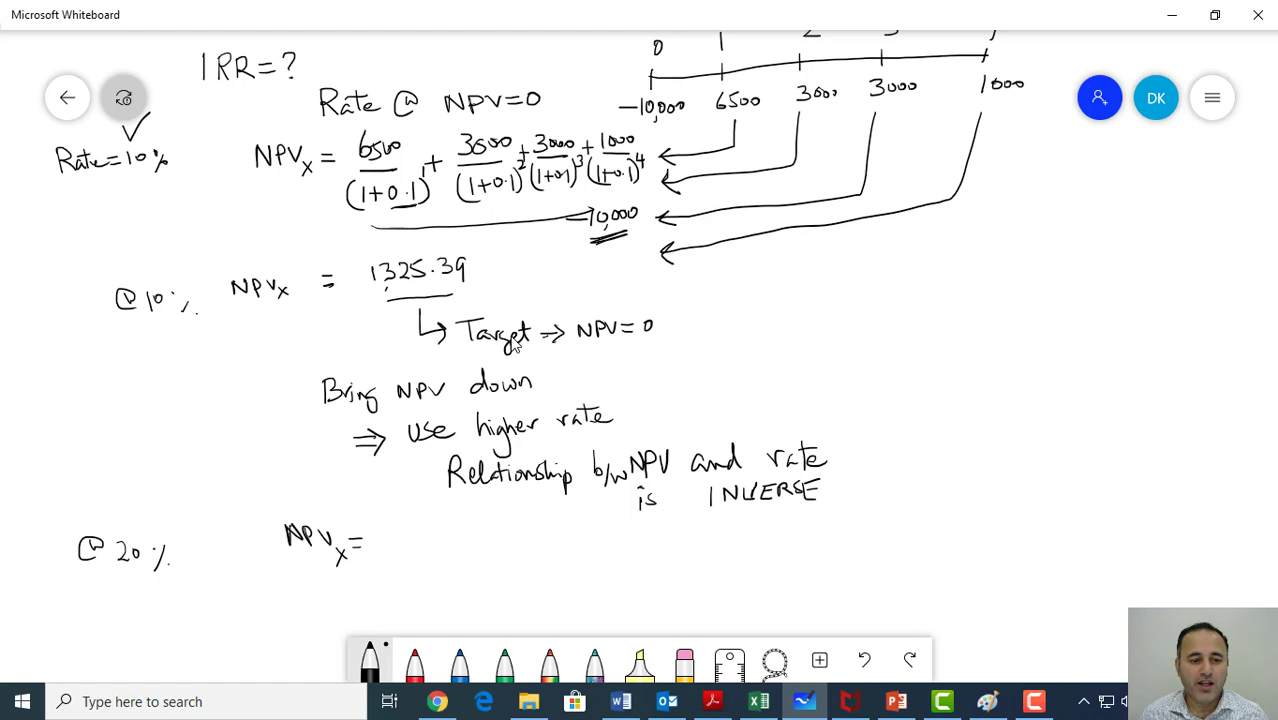 Microsoft Whiteboard
IRR=?
0 1 2 3
-10,000 6500 3000 3000 1000
Rate @ NPV=0
Rate=10%
NPVx = 6500/(1+0.1)^1 + 3000/(1+0.1)^2 + 3000/(1+0.1)^3 + 1000/(1+0.1)^4
-10,000
@10% NPVx = 1325.39
Target ⇒ NPV=0
Bring NPV down
⇒ Use higher rate
Relationship b/w NPV and rate
is INVERSE
@ 20% NPVx =
DK
Type here to search